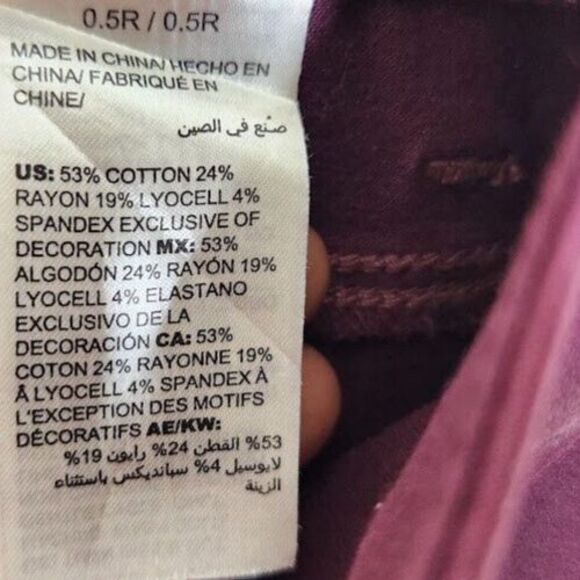 0.5R / 0.5R
MADE IN CHINA/ HECHO EN
CHINA/ FABRIQUÉ EN
CHINE/
صنع في الصين
US: 53% COTTON 24%
RAYON 19% LYOCELL 4%
SPANDEX EXCLUSIVE OF
DECORATION MX: 53%
ALGODÓN 24% RAYÓN 19%
LYOCELL 4% ELASTANO
EXCLUSIVO DE LA
DECORACIÓN CA: 53%
COTON 24% RAYONNE 19%
Â LYOCELL 4% SPANDEX À
L'EXCEPTION DES MOTIFS
DÉCORATIFS AE/KW:
53% القطن 24% رايون 19%
لايوسيل 4% سبانديكس باستثناء
الزينة